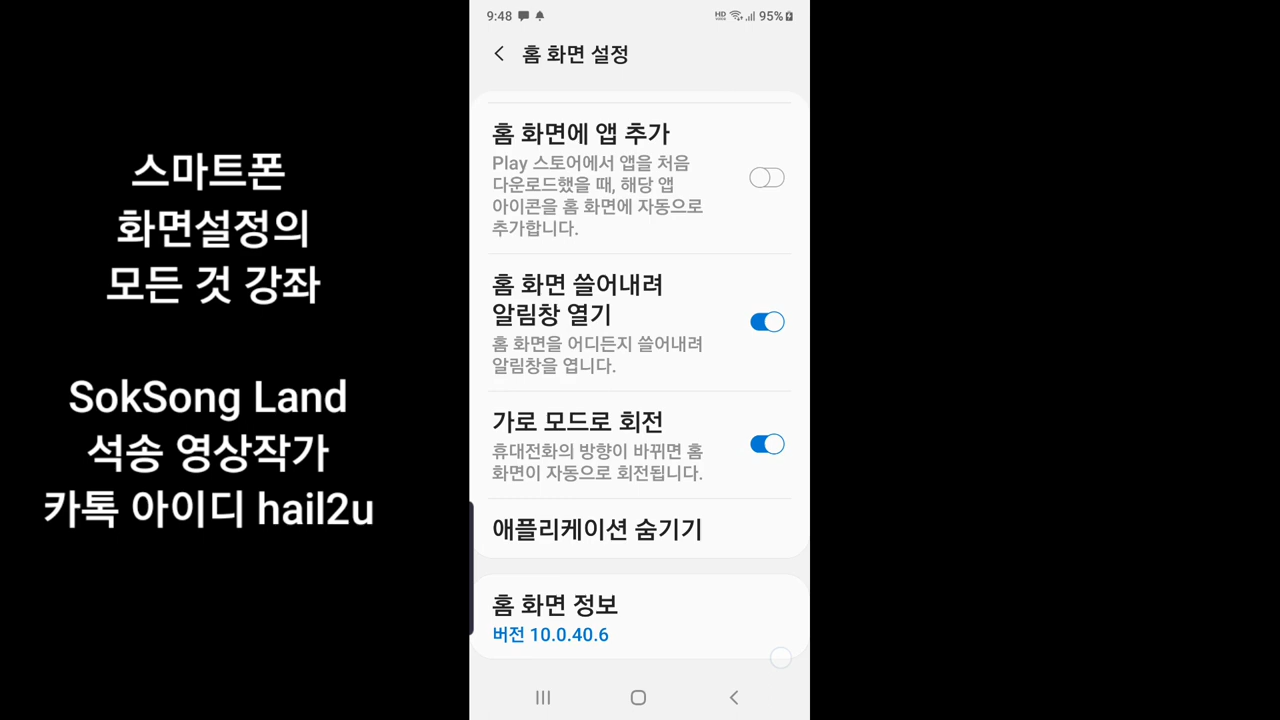 스마트폰
화면설정의
모든 것 강좌
SokSong Land
석송 영상작가
카톡 아이디 hail2u
9:48
95%
홈 화면 설정
홈 화면에 앱 추가
Play 스토어에서 앱을 처음
다운로드했을 때, 해당 앱
아이콘을 홈 화면에 자동으로
추가합니다.
홈 화면 쓸어내려
알림창 열기
홈 화면을 어디든지 쓸어내려
알림창을 엽니다.
가로 모드로 회전
휴대전화의 방향이 바뀌면 홈
화면이 자동으로 회전됩니다.
애플리케이션 숨기기
홈 화면 정보
버전 10.0.40.6